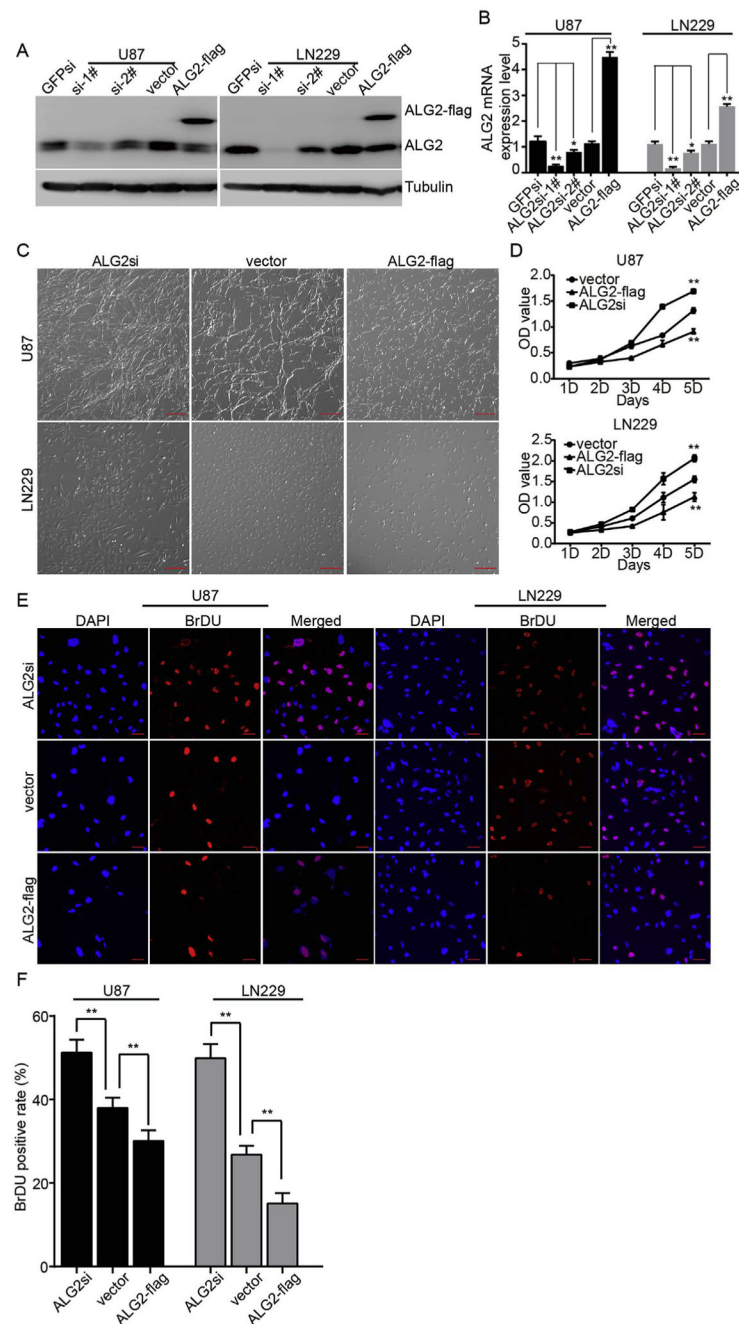 A
U87
LN229
GFPsi
si-1#
si-2#
vector
ALG2-flag
GFPsi
si-1#
si-2#
vector
ALG2-flag
ALG2-flag
ALG2
Tubulin
B
U87
LN229
ALG2 mRNA
expression level
5
4
3
2
1
0
**
*
**
**
*
**
GFPsi
ALG2si-1#
ALG2si-2#
vector
ALG2-flag
GFPsi
ALG2si-1#
ALG2si-2#
vector
ALG2-flag
C
ALG2si
vector
ALG2-flag
U87
LN229
D
U87
OD value
2.0
1.5
1.0
0.5
0.0
vector
ALG2-flag
ALG2si
**
**
1D 2D 3D 4D 5D
Days
LN229
OD value
2.5
2.0
1.5
1.0
0.5
0.0
vector
ALG2-flag
ALG2si
**
**
1D 2D 3D 4D 5D
Days
E
U87
LN229
DAPI
BrDU
Merged
DAPI
BrDU
Merged
ALG2si
vector
ALG2-flag
F
U87
LN229
BrDU positive rate (%)
60
40
20
0
**
**
**
**
ALG2si
vector
ALG2-flag
ALG2si
vector
ALG2-flag